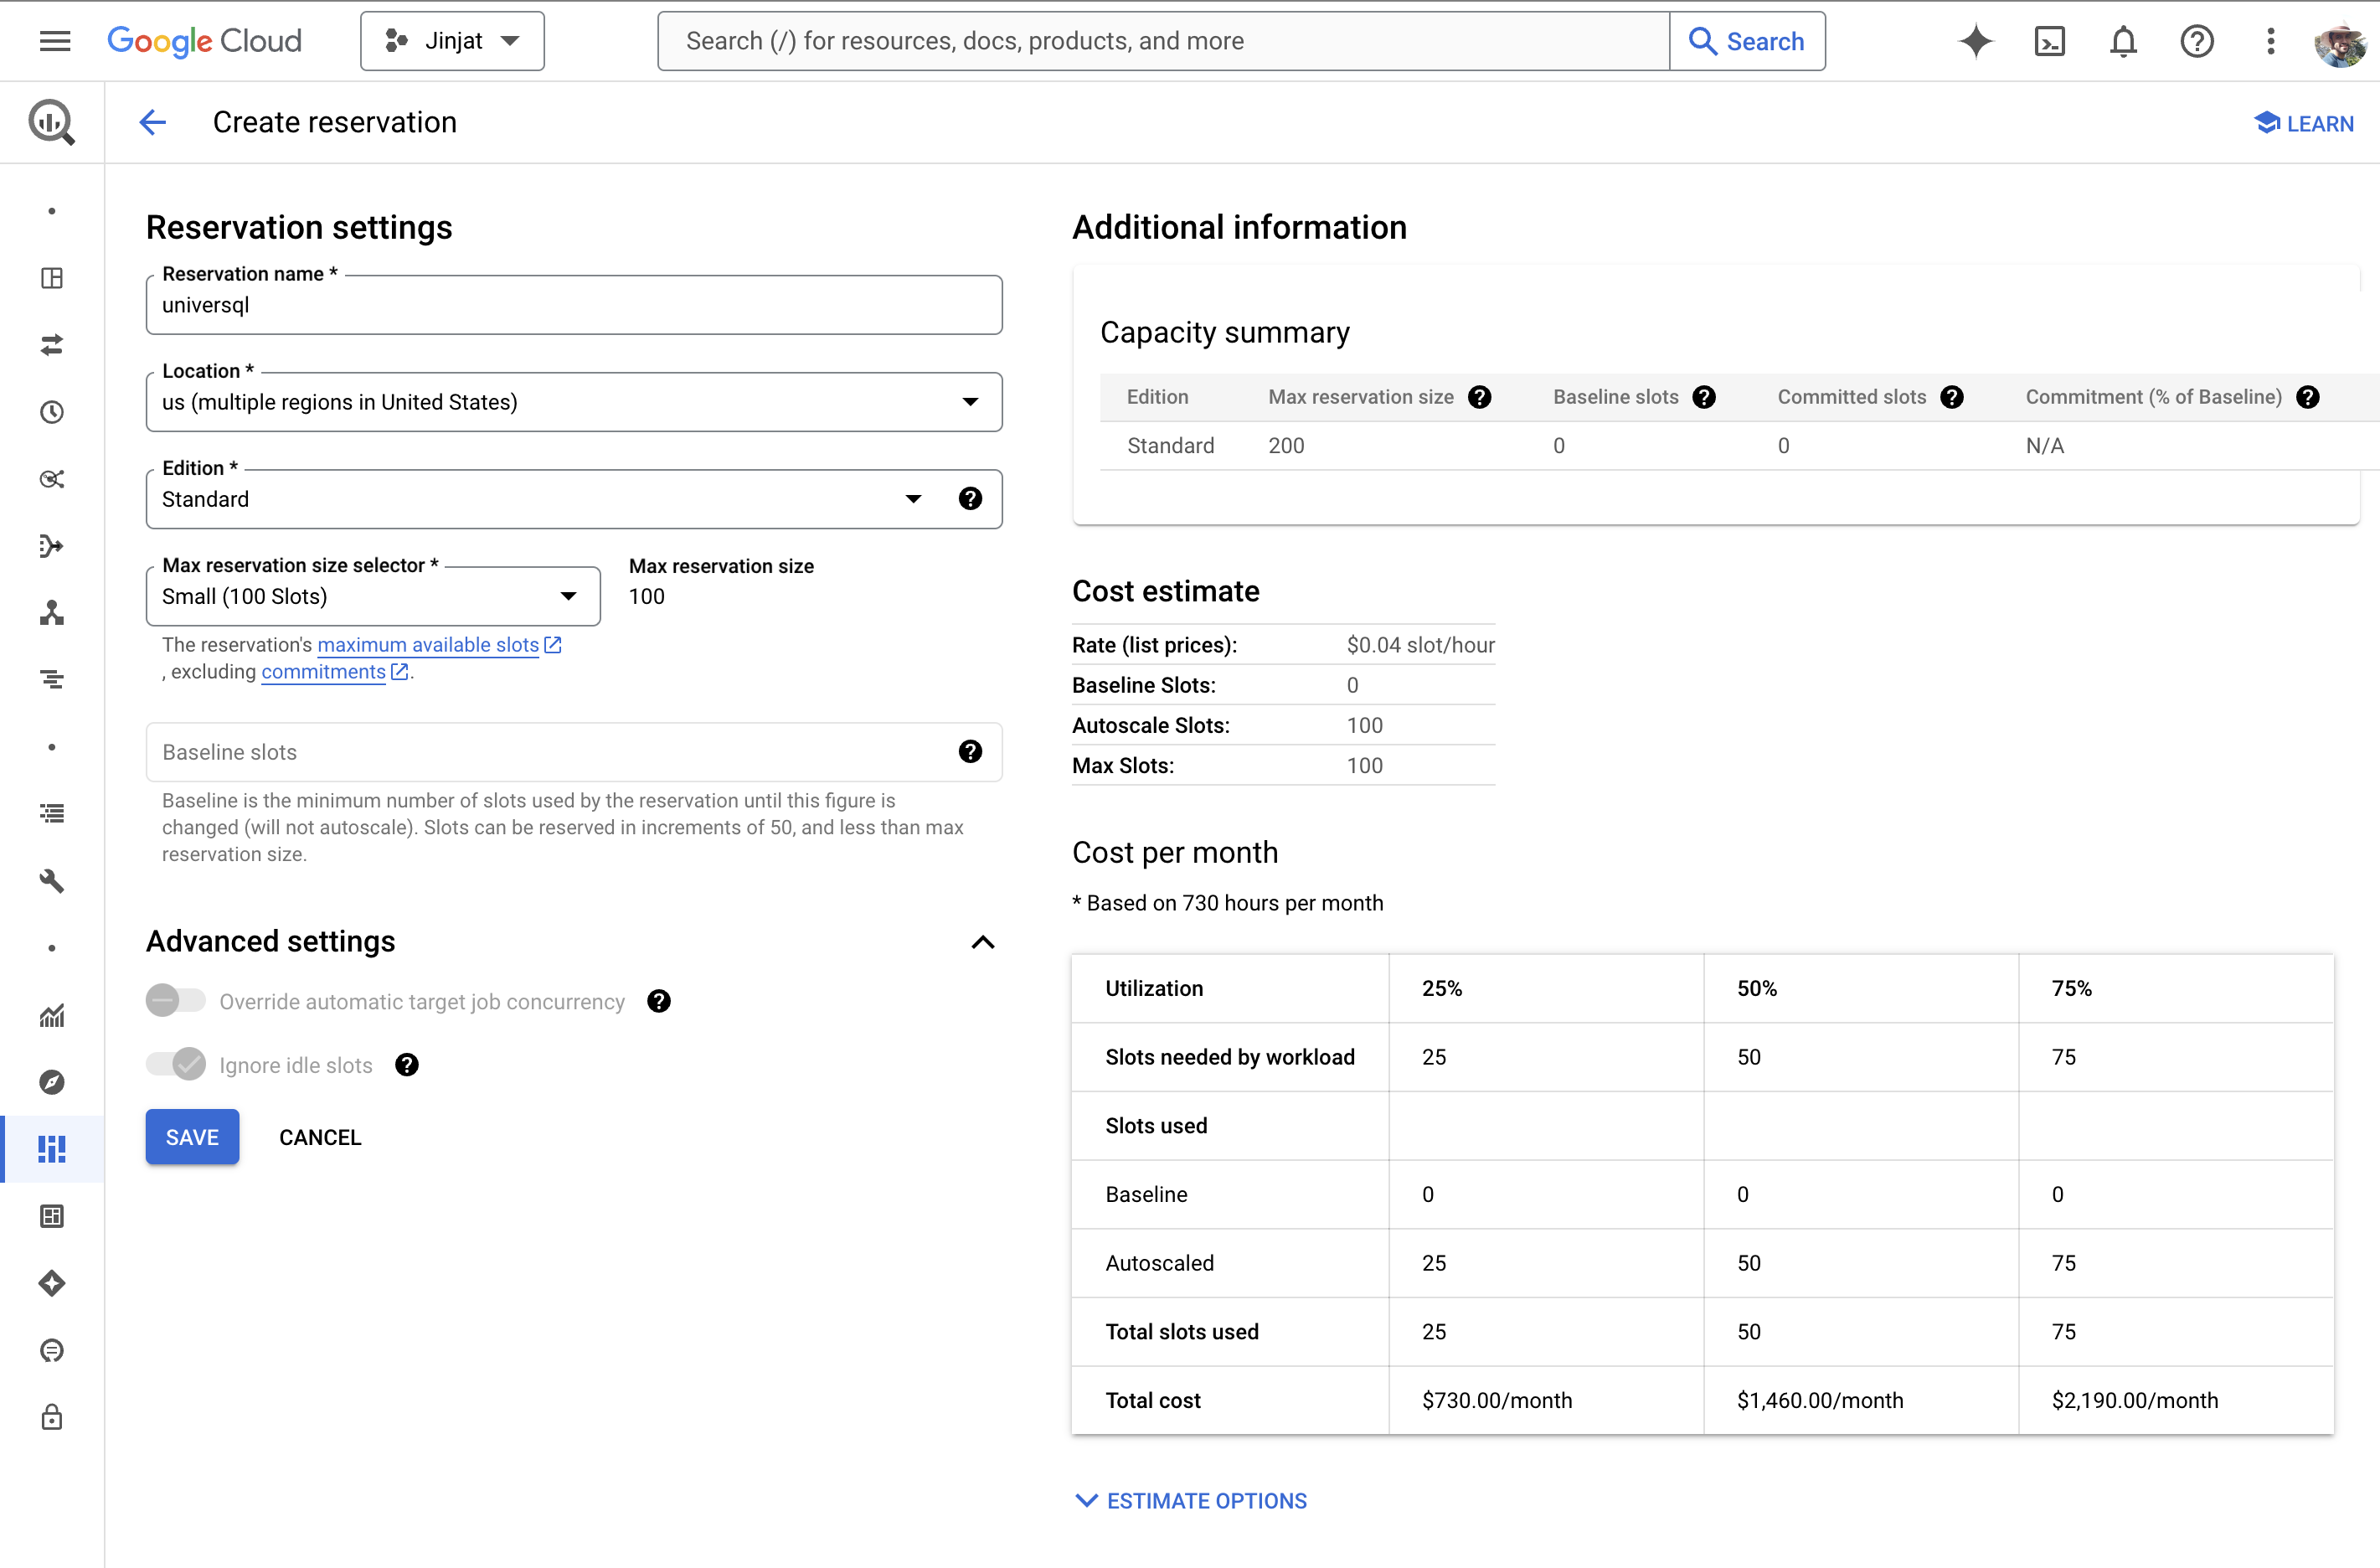 Google Cloud
Jinjat
Search (/) for resources, docs, products, and more
Search
Create reservation
LEARN
Reservation settings
Reservation name *
universql
Location *
us (multiple regions in United States)
Edition *
Standard
Max reservation size selector *
Small (100 Slots)
Max reservation size
100
The reservation's maximum available slots
, excluding commitments.
Baseline slots
Baseline is the minimum number of slots used by the reservation until this figure is
changed (will not autoscale). Slots can be reserved in increments of 50, and less than max
reservation size.
Advanced settings
Override automatic target job concurrency
Ignore idle slots
SAVE CANCEL
Additional information
Capacity summary
Edition Max reservation size Baseline slots Committed slots Commitment (% of Baseline)
Standard 200 0 0 N/A
Cost estimate
Rate (list prices): $0.04 slot/hour
Baseline Slots: 0
Autoscale Slots: 100
Max Slots: 100
Cost per month
* Based on 730 hours per month
Utilization 25% 50% 75%
Slots needed by workload 25 50 75
Slots used
Baseline 0 0 0
Autoscaled 25 50 75
Total slots used 25 50 75
Total cost $730.00/month $1,460.00/month $2,190.00/month
ESTIMATE OPTIONS